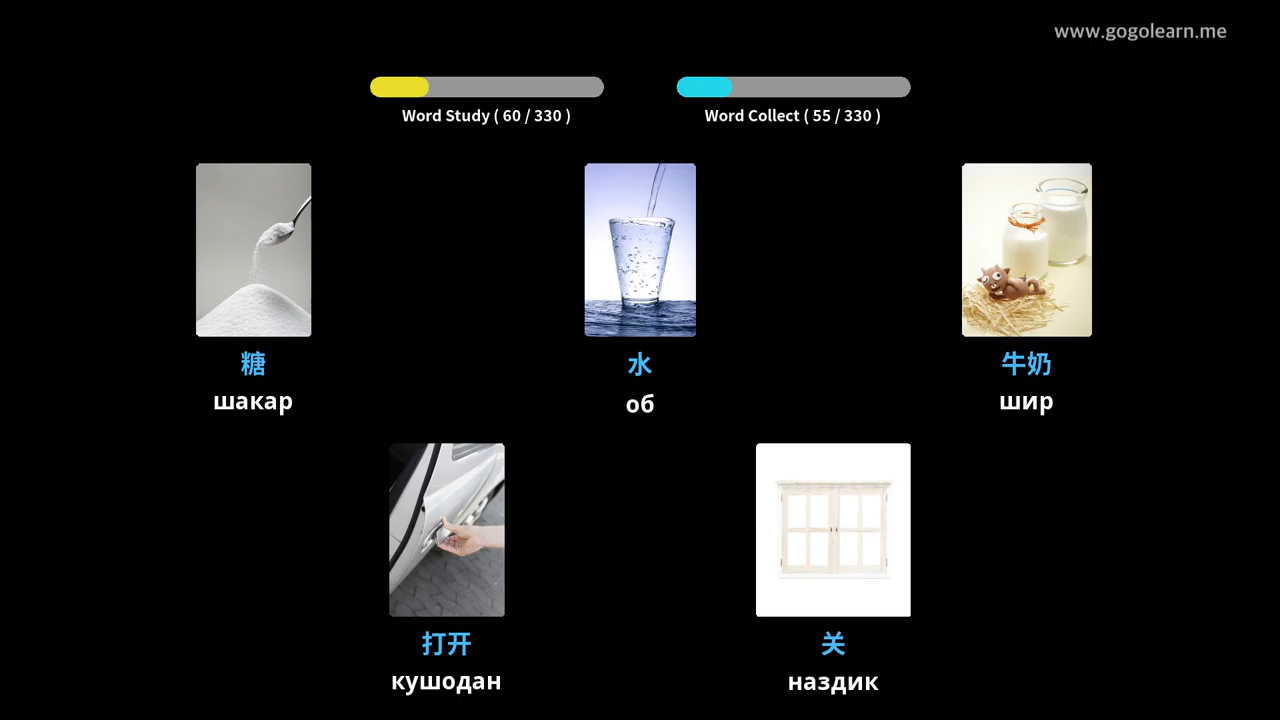 www.gogolearn.me
Word Study ( 60 / 330 )
Word Collect ( 55 / 330 )
糖
шакар
水
об
牛奶
шир
打开
кушодан
关
наздик